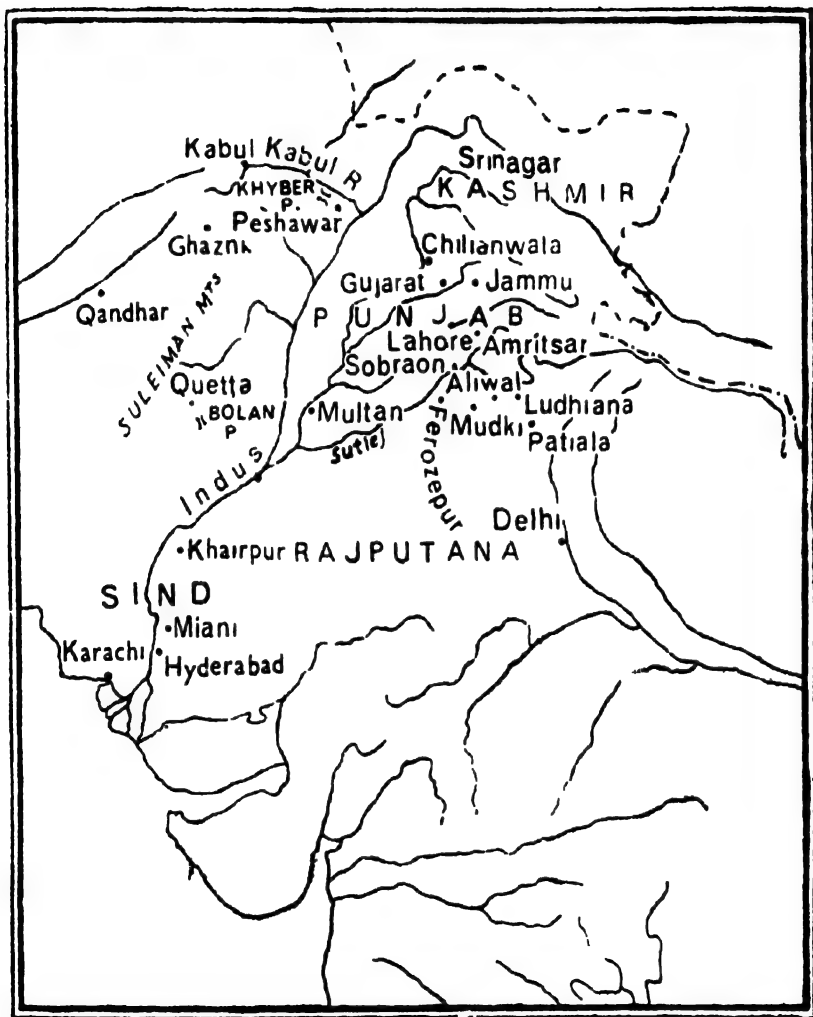 Kabul Kabul R
Srinagar
KHYBER
P.
KASHMIR
Peshawar
Ghazni
Chilianwala
Gujarat
Jammu
Qandhar
SULEIMAN MTS
PUNJAB
Lahore
Amritsar
Sobraon
Aliwal
Quetta
BOLAN
P
Multan
Ludhiana
Mudki
Sutlej
Patiala
Ferozepur
Indus
Delhi
Khairpur
RAJPUTANA
SIND
Miani
Karachi
Hyderabad